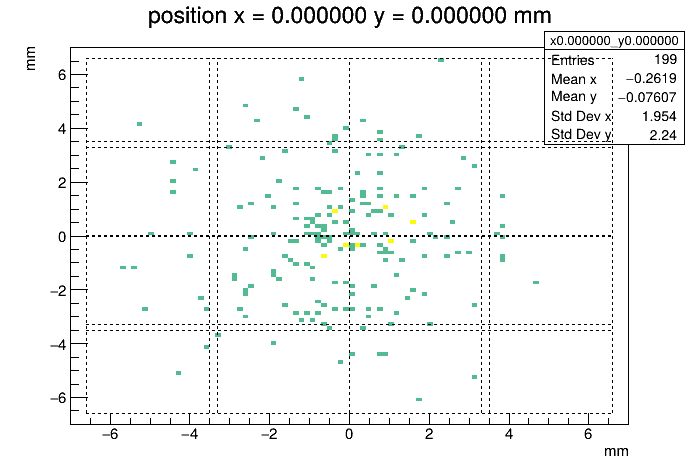 position x = 0.000000 y = 0.000000 mm
x0.000000_y0.000000
Entries 199
Mean x −0.2619
Mean y −0.07607
Std Dev x 1.954
Std Dev y 2.24
mm
6
4
2
0
−2
−4
−6
−6 −4 −2 0 2 4 6
mm